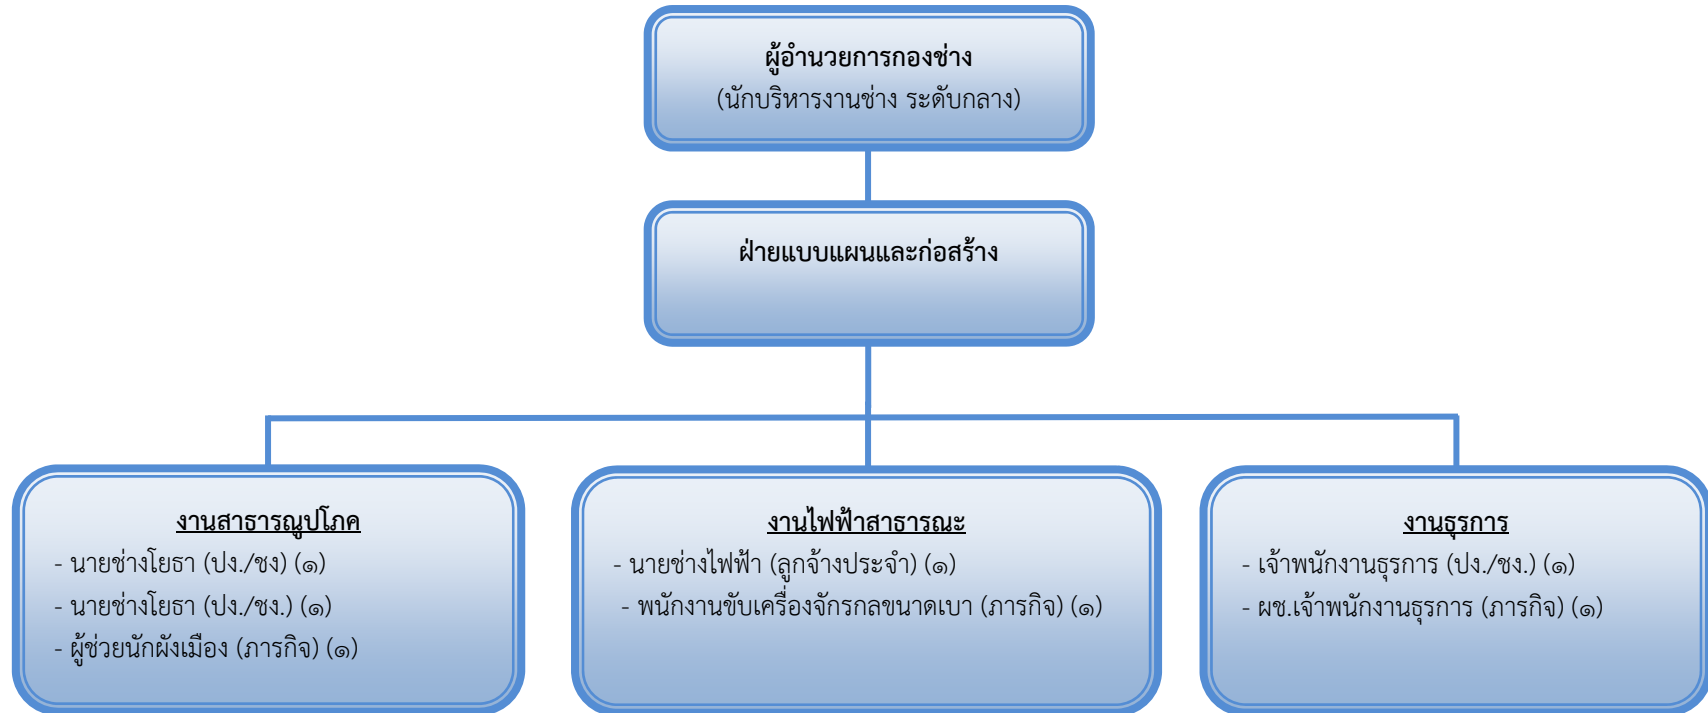 ผู้อำนวยการกองช่าง
(นักบริหารงานช่าง ระดับกลาง)
ฝ่ายแบบแผนและก่อสร้าง
งานสาธารณูปโภค
- นายช่างโยธา (ปง./ชง) (๑)
- นายช่างโยธา (ปง./ชง.) (๑)
- ผู้ช่วยนักผังเมือง (ภารกิจ) (๑)
งานไฟฟ้าสาธารณะ
- นายช่างไฟฟ้า (ลูกจ้างประจำ) (๑)
- พนักงานขับเครื่องจักรกลขนาดเบา (ภารกิจ) (๑)
งานธุรการ
- เจ้าพนักงานธุรการ (ปง./ชง.) (๑)
- ผช.เจ้าพนักงานธุรการ (ภารกิจ) (๑)